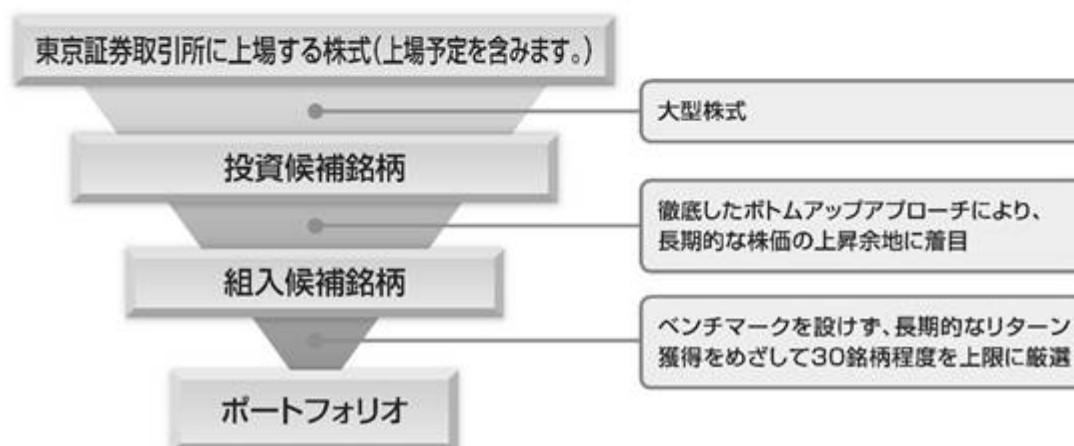 東京証券取引所に上場する株式(上場予定を含みます。)
大型株式
投資候補銘柄
徹底したボトムアップアプローチにより、
長期的な株価の上昇余地に着目
組入候補銘柄
ベンチマークを設けず、長期的なリターン
獲得をめざして30銘柄程度を上限に厳選
ポートフォリオ